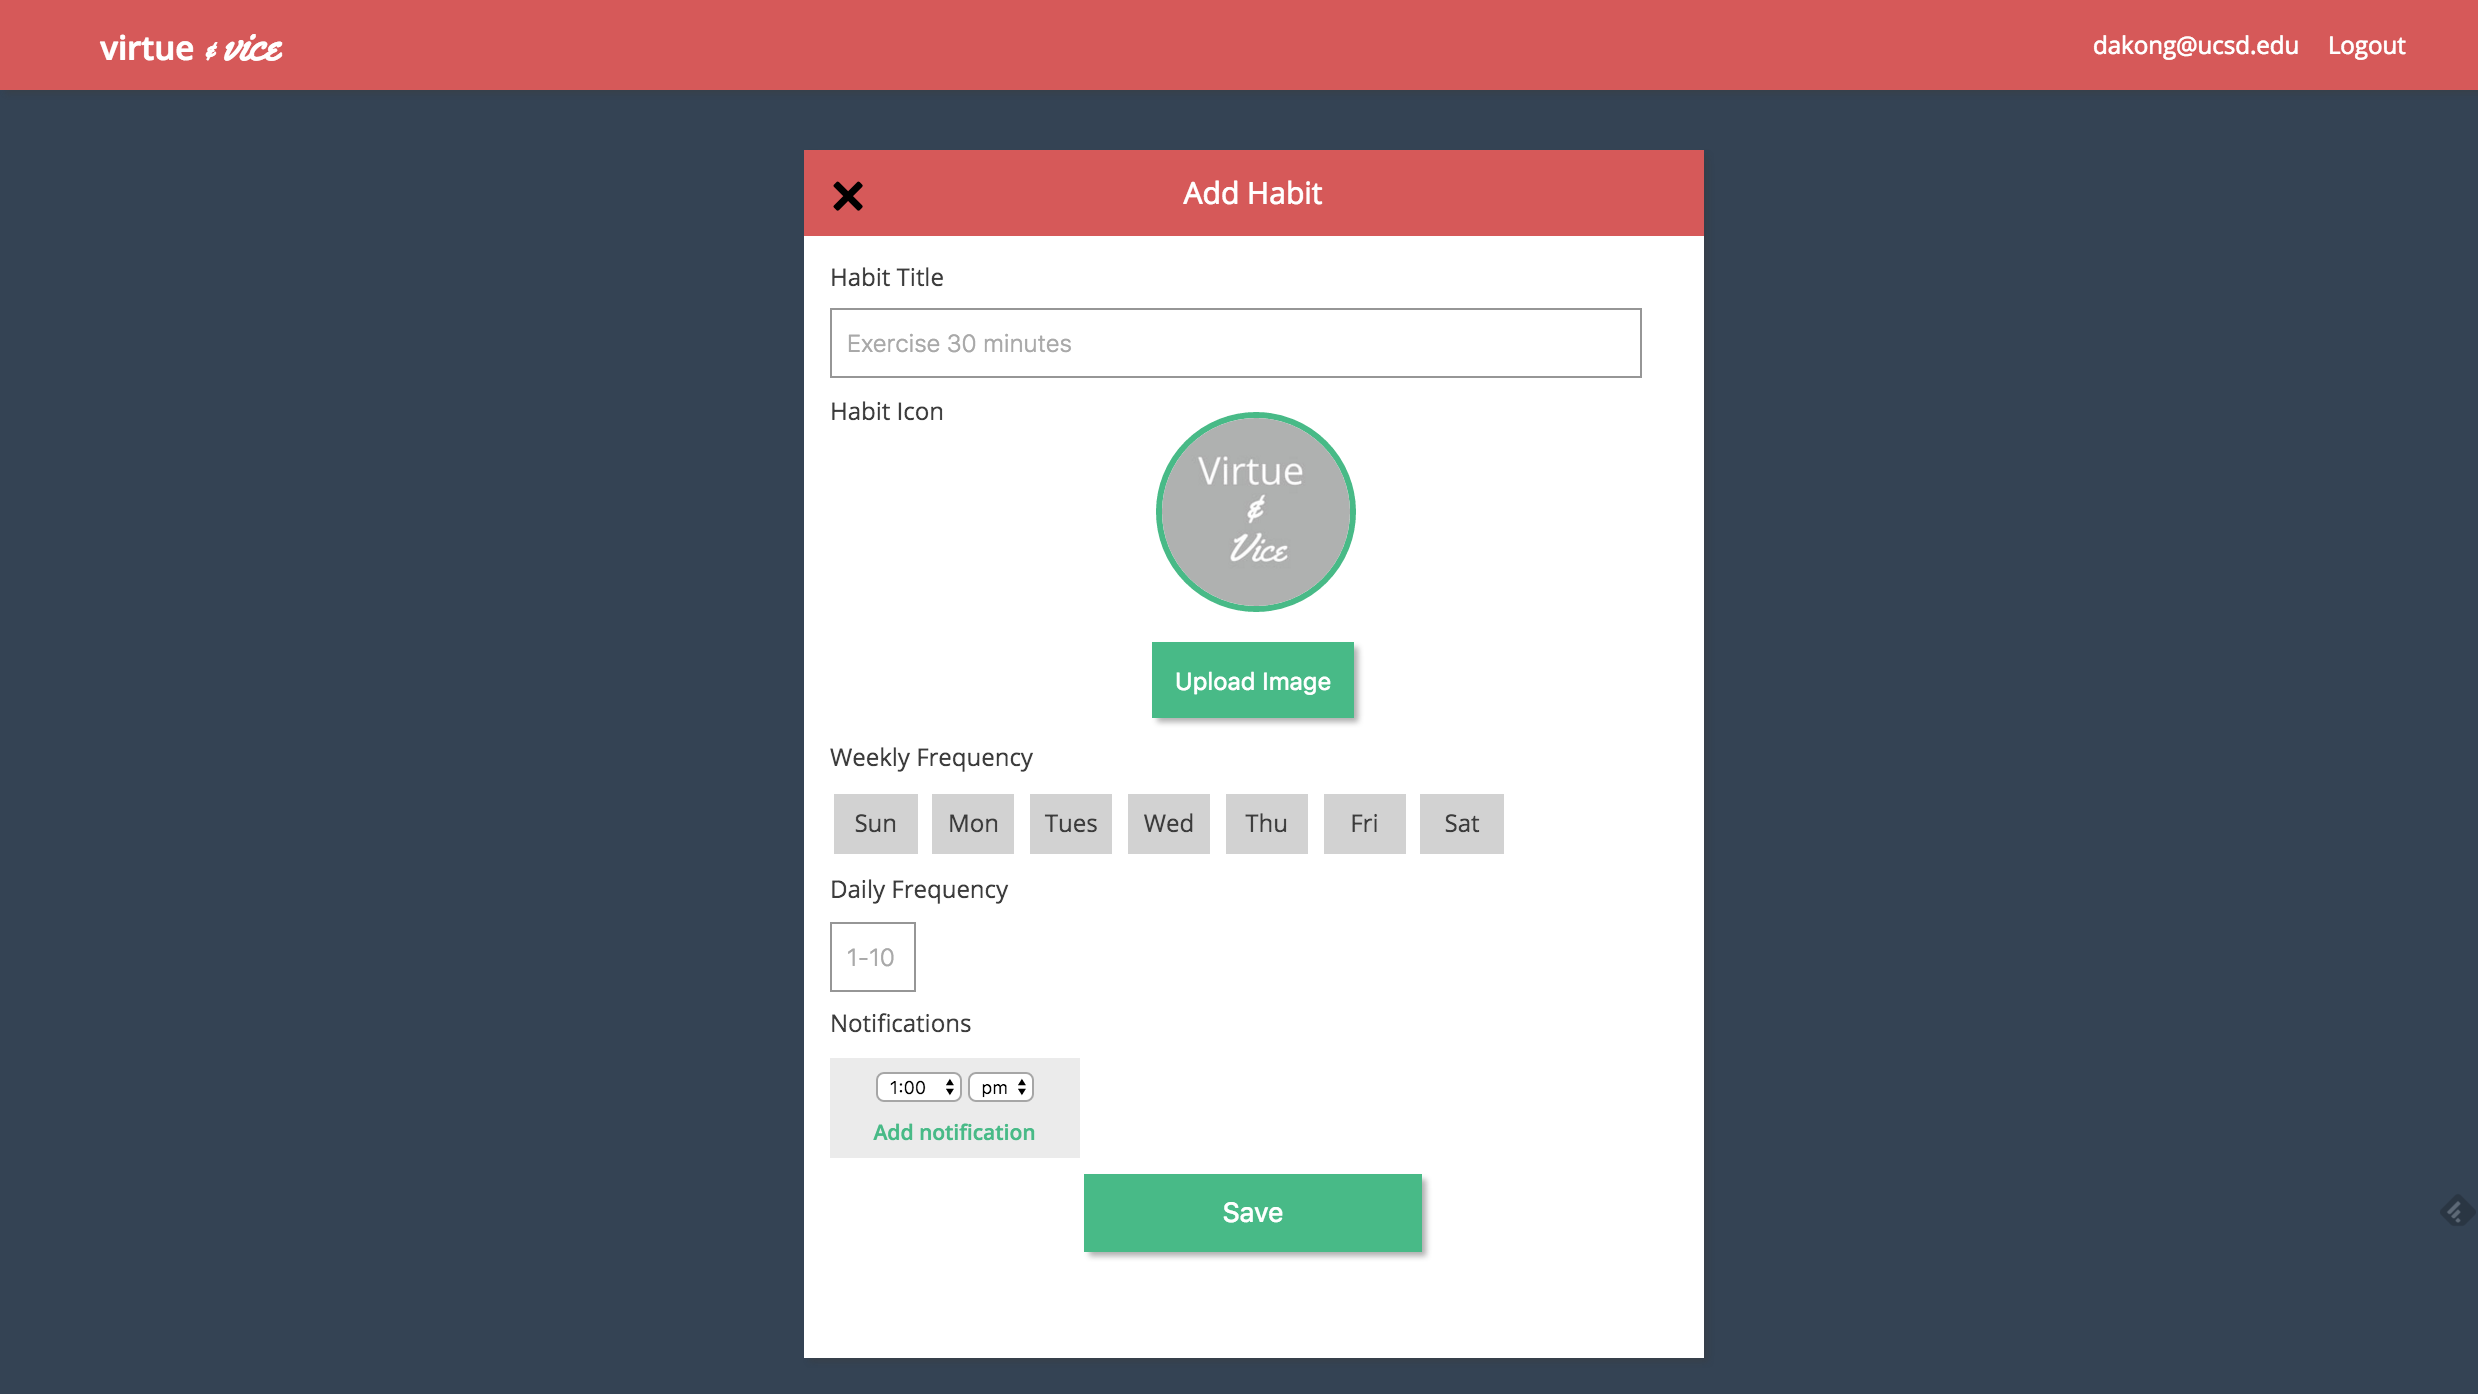 virtue & vice
dakong@ucsd.edu Logout
Add Habit
Habit Title
Exercise 30 minutes
Habit Icon
Virtue
&
Vice
Upload Image
Weekly Frequency
Sun Mon Tues Wed Thu Fri Sat
Daily Frequency
1-10
Notifications
1:00 pm
Add notification
Save